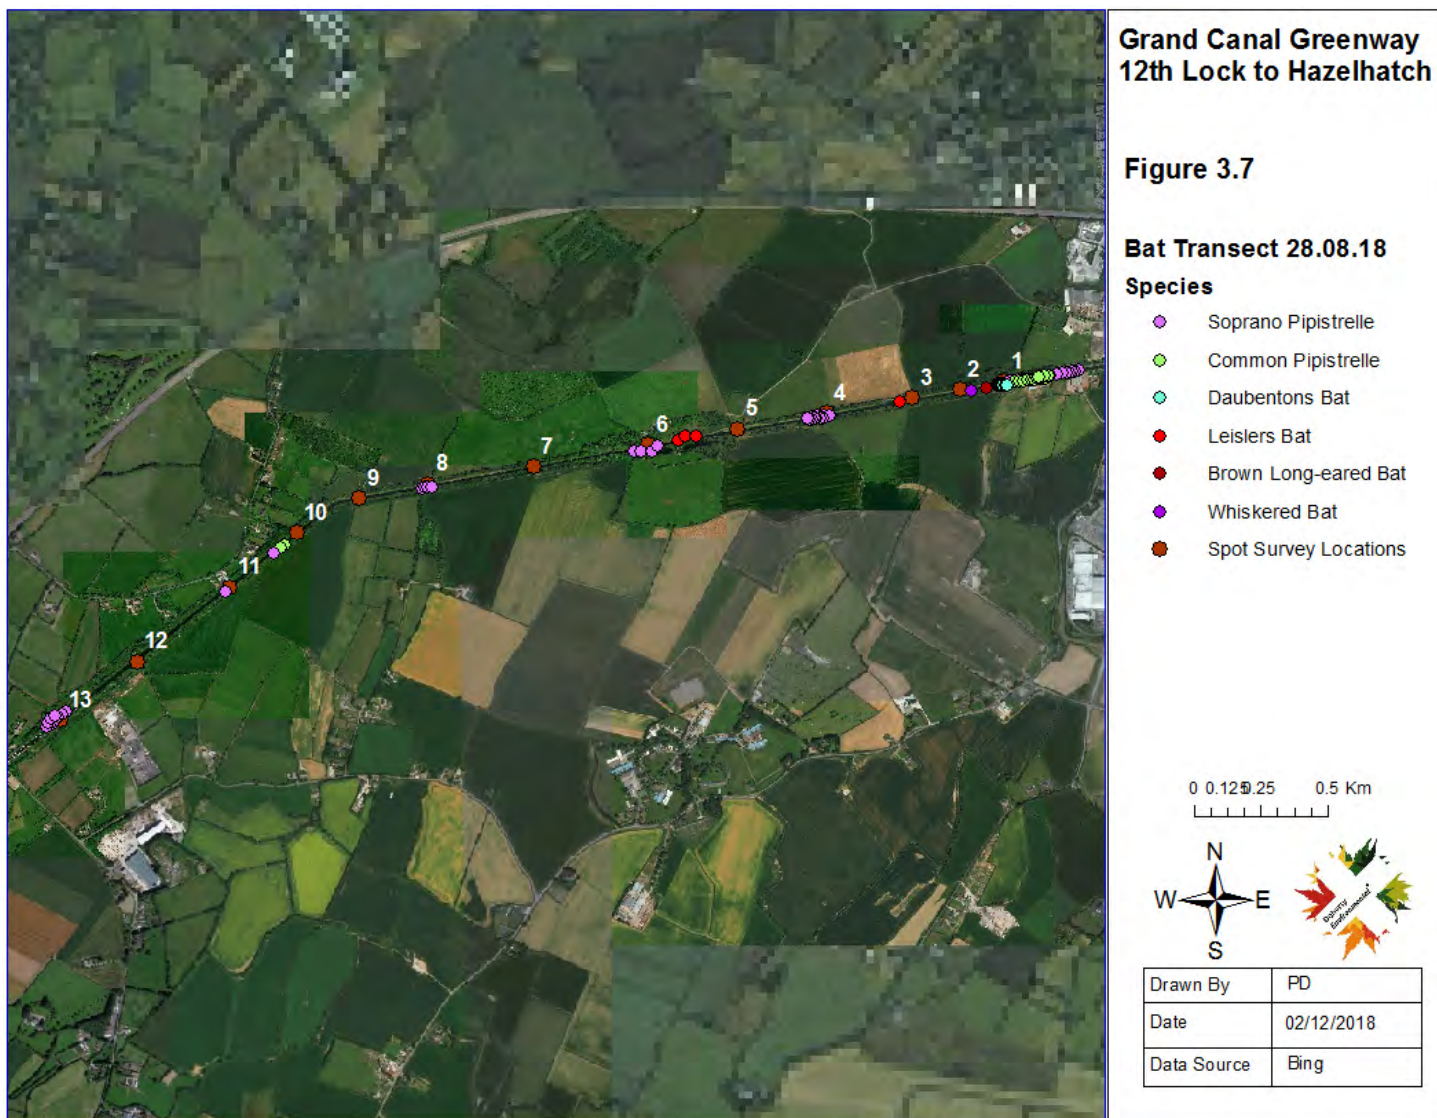 Grand Canal Greenway
12th Lock to Hazelhatch
Figure 3.7
Bat Transect 28.08.18
Species
Soprano Pipistrelle
Common Pipistrelle
Daubentons Bat
Leislers Bat
Brown Long-eared Bat
Whiskered Bat
Spot Survey Locations
1
2
3
4
5
6
7
8
9
10
11
12
13
0 0.125 0.25 0.5 Km
N
W E
S
Doherty
Environmental
Drawn By PD
Date 02/12/2018
Data Source Bing